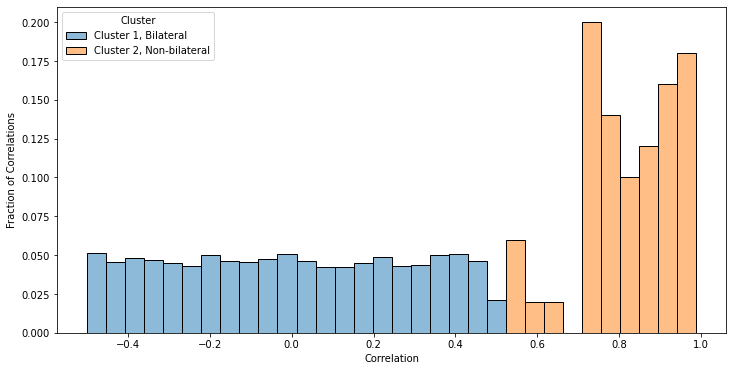 Cluster
Cluster 1, Bilateral
Cluster 2, Non-bilateral
Fraction of Correlations
0.200
0.175
0.150
0.125
0.100
0.075
0.050
0.025
0.000
−0.4 −0.2 0.0 0.2 0.4 0.6 0.8 1.0
Correlation